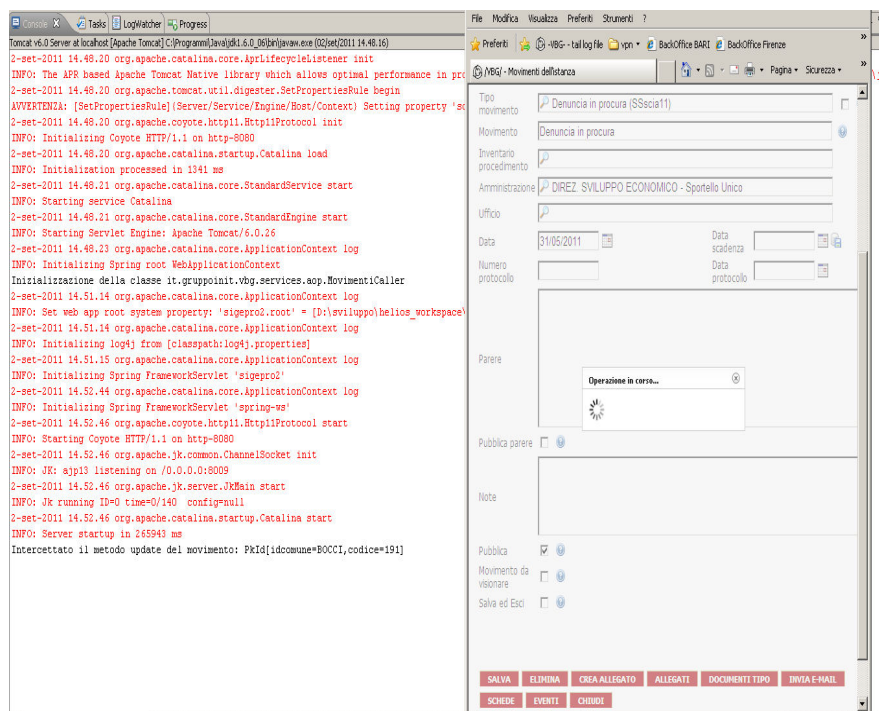 Console Tasks LogWatcher Progress
Tomcat v6.0 Server at localhost [Apache Tomcat] C:\Programmi\Java\jdk1.6.0_06\bin\javaw.exe (02/set/2011 14.48.16)
2-set-2011 14.48.20 org.apache.catalina.core.AprLifecycleListener init
INFO: The APR based Apache Tomcat Native library which allows optimal performance in pro
2-set-2011 14.48.20 org.apache.tomcat.util.digester.SetPropertiesRule begin
AVVERTENZA: [SetPropertiesRule]{Server/Service/Engine/Host/Context} Setting property 'so
2-set-2011 14.48.20 org.apache.coyote.http11.Http11Protocol init
INFO: Initializing Coyote HTTP/1.1 on http-8080
2-set-2011 14.48.20 org.apache.catalina.startup.Catalina load
INFO: Initialization processed in 1341 ms
2-set-2011 14.48.21 org.apache.catalina.core.StandardService start
INFO: Starting service Catalina
2-set-2011 14.48.21 org.apache.catalina.core.StandardEngine start
INFO: Starting Servlet Engine: Apache Tomcat/6.0.26
2-set-2011 14.48.23 org.apache.catalina.core.ApplicationContext log
INFO: Initializing Spring root WebApplicationContext
Inizializzazione della classe it.gruppoinit.vbg.services.aop.MovimentiCaller
2-set-2011 14.51.14 org.apache.catalina.core.ApplicationContext log
INFO: Set web app root system property: 'sigepro2.root' = [D:\sviluppo\helios_workspace\
2-set-2011 14.51.14 org.apache.catalina.core.ApplicationContext log
INFO: Initializing log4j from [classpath:log4j.properties]
2-set-2011 14.51.15 org.apache.catalina.core.ApplicationContext log
INFO: Initializing Spring FrameworkServlet 'sigepro2'
2-set-2011 14.52.44 org.apache.catalina.core.ApplicationContext log
INFO: Initializing Spring FrameworkServlet 'spring-ws'
2-set-2011 14.52.46 org.apache.coyote.http11.Http11Protocol start
INFO: Starting Coyote HTTP/1.1 on http-8080
2-set-2011 14.52.46 org.apache.jk.common.ChannelSocket init
INFO: JK: ajp13 listening on /0.0.0.0:8009
2-set-2011 14.52.46 org.apache.jk.server.JkMain start
INFO: Jk running ID=0 time=0/140 config=null
2-set-2011 14.52.46 org.apache.catalina.startup.Catalina start
INFO: Server startup in 265943 ms
Intercettato il metodo update del movimento: PkId[idcomune=BOCCI,codice=191]
File Modifica Visualizza Preferiti Strumenti ?
Preferiti -VBG- - tail log file vpn BackOffice BARI BackOffice Firenze »
/VBG/ - Movimenti dell'istanza Pagina Sicurezza »
Tipo movimento Denuncia in procura (SSscia11)
Movimento Denuncia in procura
Inventario procedimento
Amministrazione DIREZ. SVILUPPO ECONOMICO - Sportello Unico
Ufficio
Data 31/05/2011 Data scadenza
Numero protocollo Data protocollo
Parere
Operazione in corso...
Pubblica parere
Note
Pubblica
Movimento da visionare
Salva ed Esci
SALVA ELIMINA CREA ALLEGATO ALLEGATI DOCUMENTI TIPO INVIA E-MAIL
SCHEDE EVENTI CHIUDI